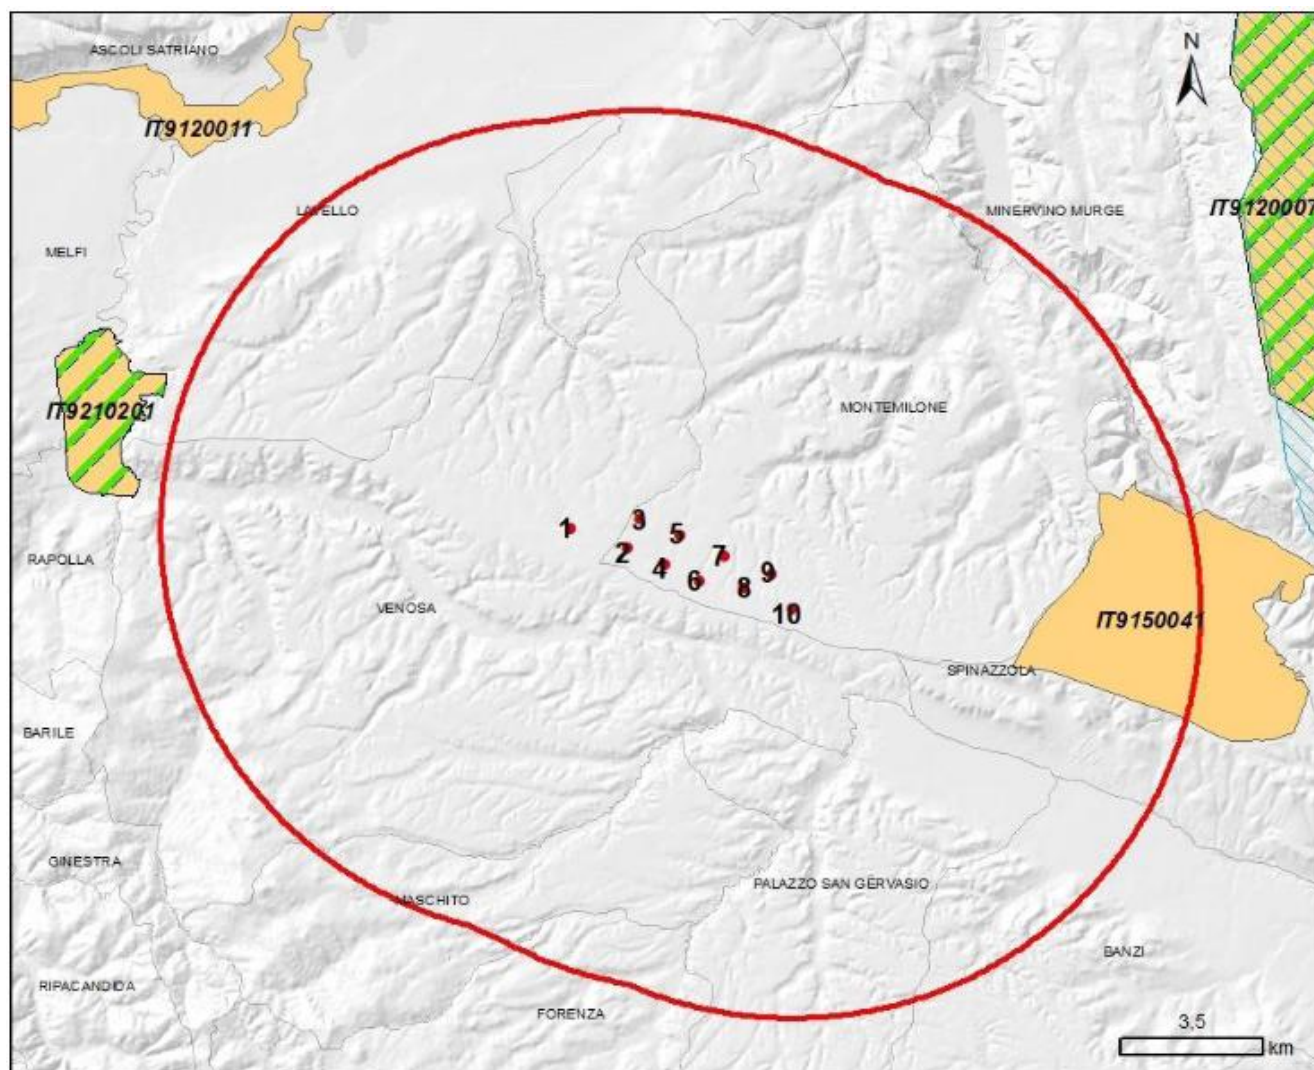 ASCOLI SATRIANO
N
IT9120011
LAVELLO
MINERVINO MURGE
IT9120007
MELFI
IT9210201
MONTEMILONE
1
3
5
2
4
7
6
9
8
10
RAPOLLA
VENOSA
IT9150041
SPINAZZOLA
BARILE
GINESTRA
PALAZZO SAN GERVASIO
MASCHITO
BANZI
RIPACANDIDA
FORENZA
3,5
km